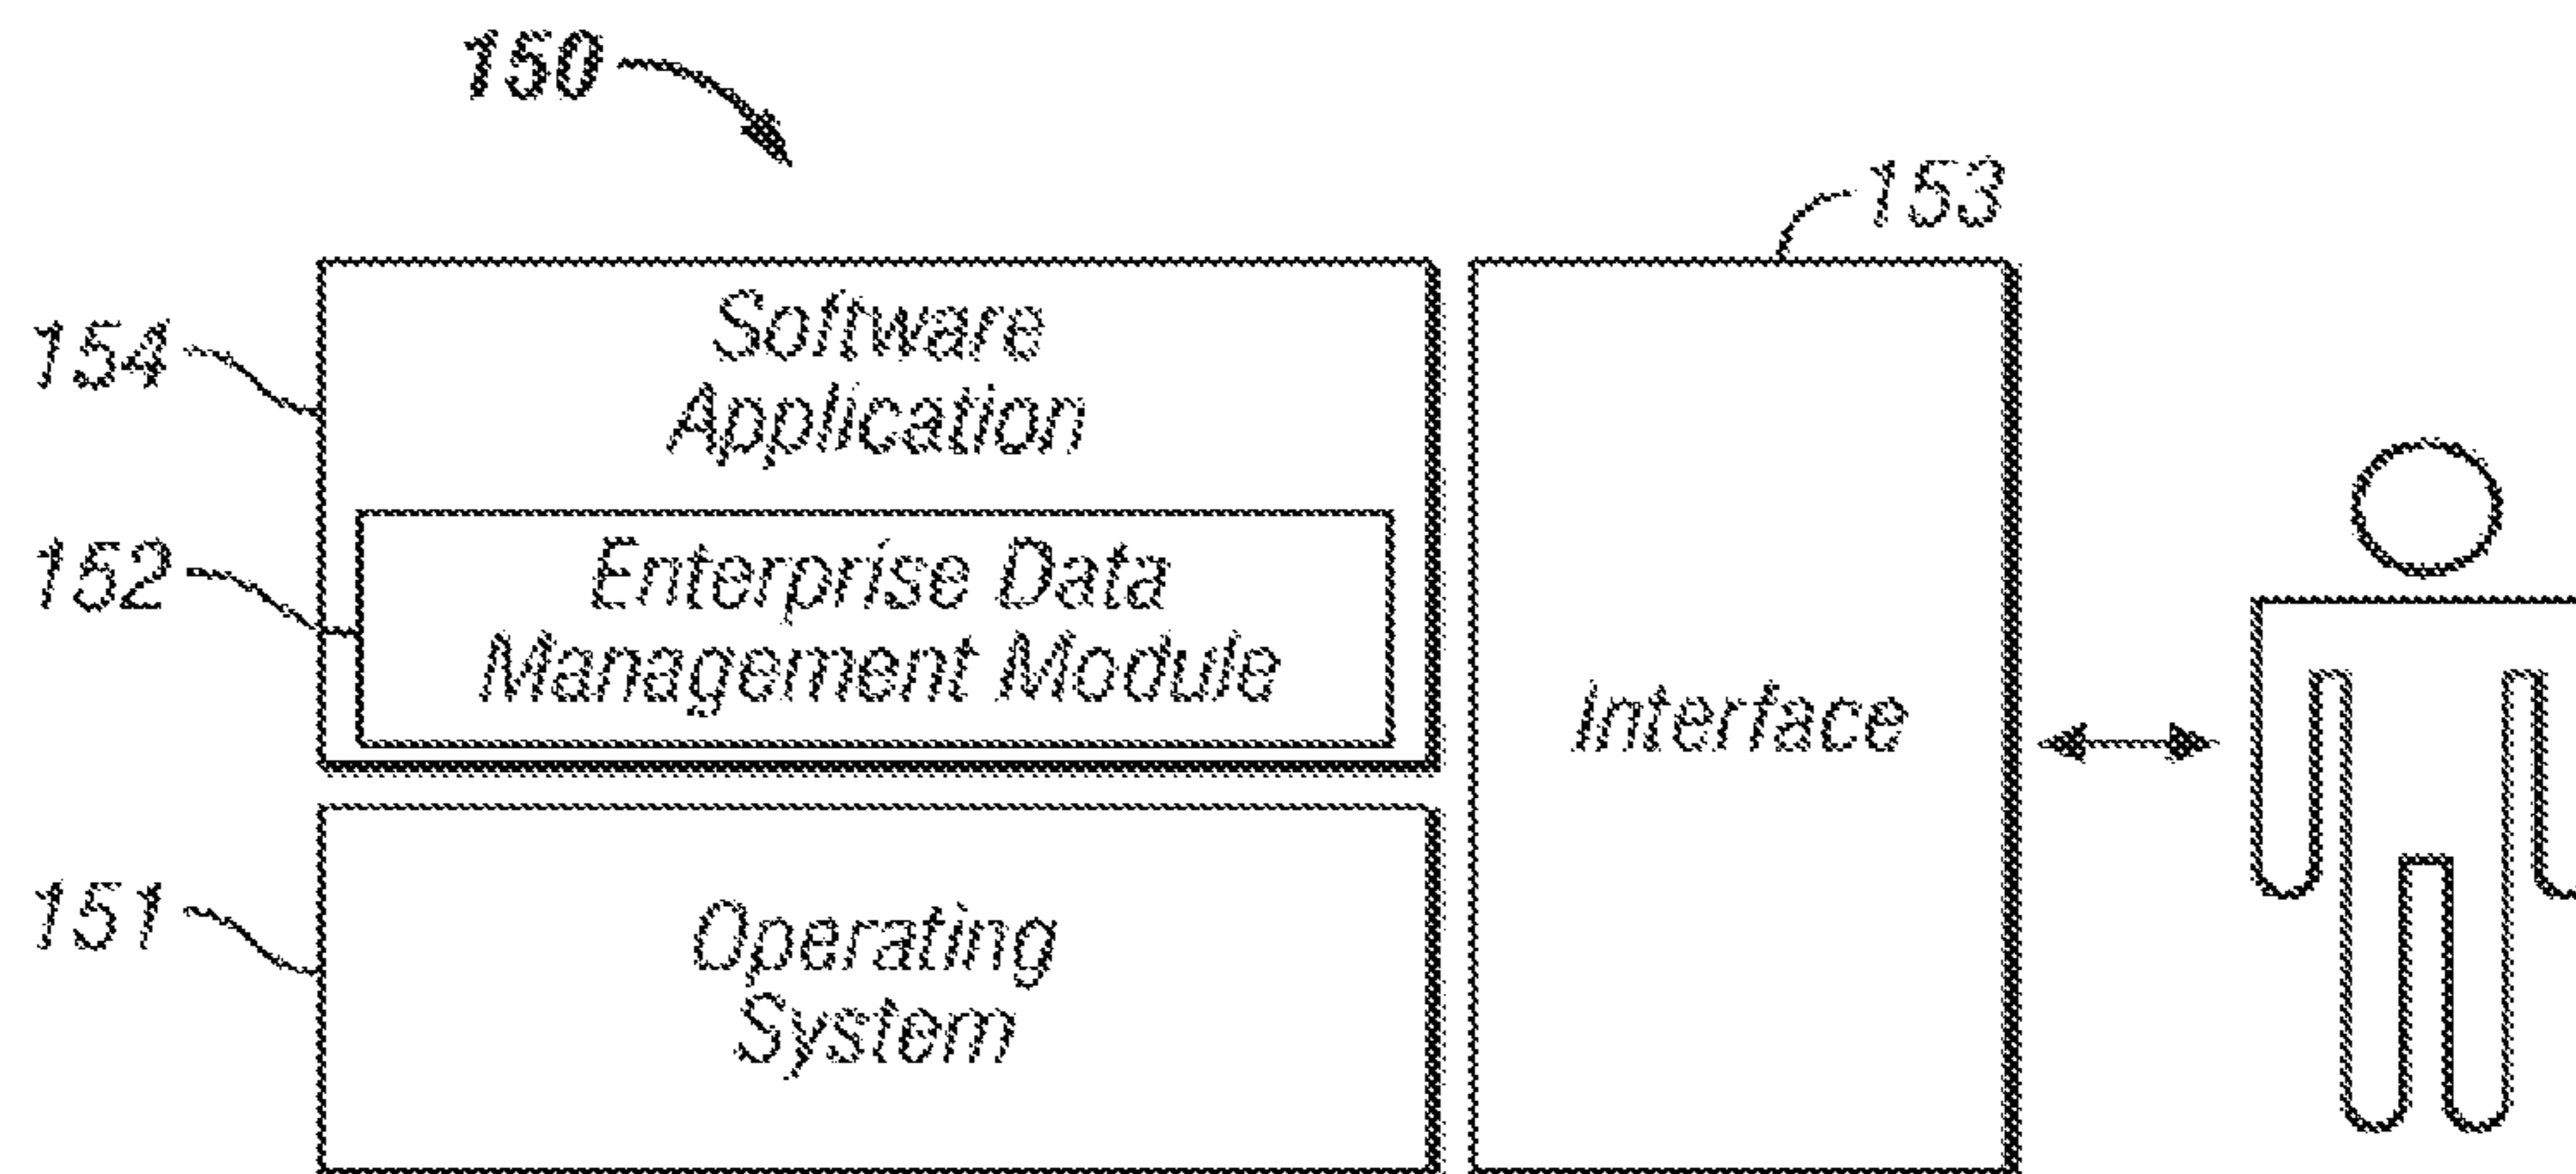 150
153
154
Software
Application
152
Enterprise Data
Management Module
Interface
151
Operating
System